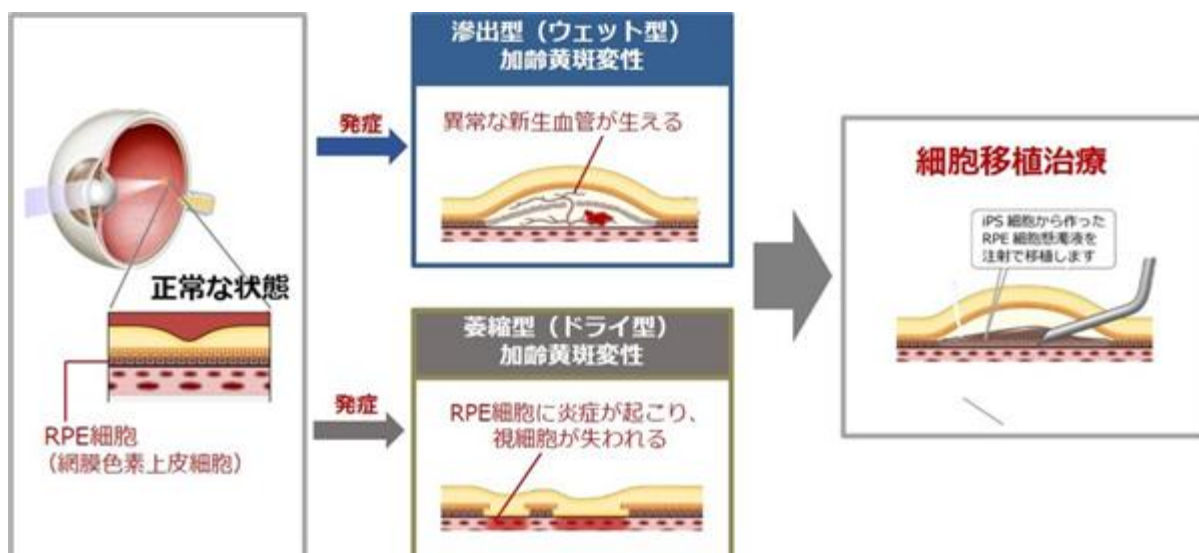 正常な状態
RPE細胞
（網膜色素上皮細胞）
発症
滲出型（ウェット型）
加齢黄斑変性
異常な新生血管が生える
発症
萎縮型（ドライ型）
加齢黄斑変性
RPE細胞に炎症が起こり、
視細胞が失われる
細胞移植治療
iPS 細胞から作った
RPE 細胞懸濁液を
注射で移植します